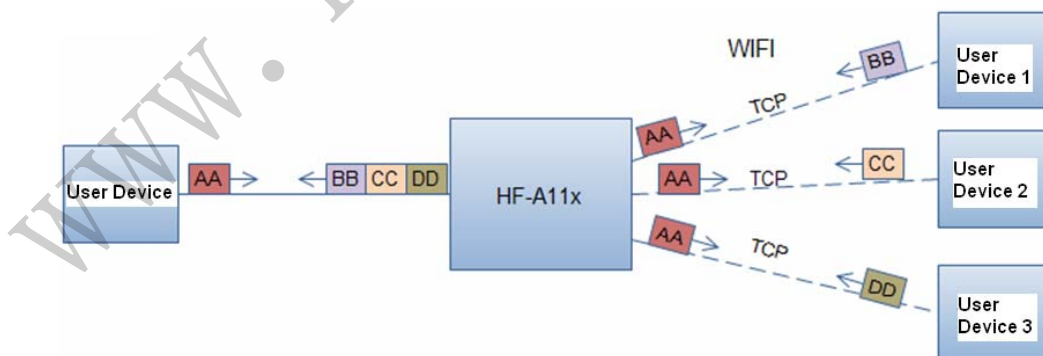 www.
WIFI
User Device
AA
BB CC DD
HF-A11x
AA
TCP
BB
User
Device 1
AA
TCP
CC
User
Device 2
AA
TCP
DD
User
Device 3